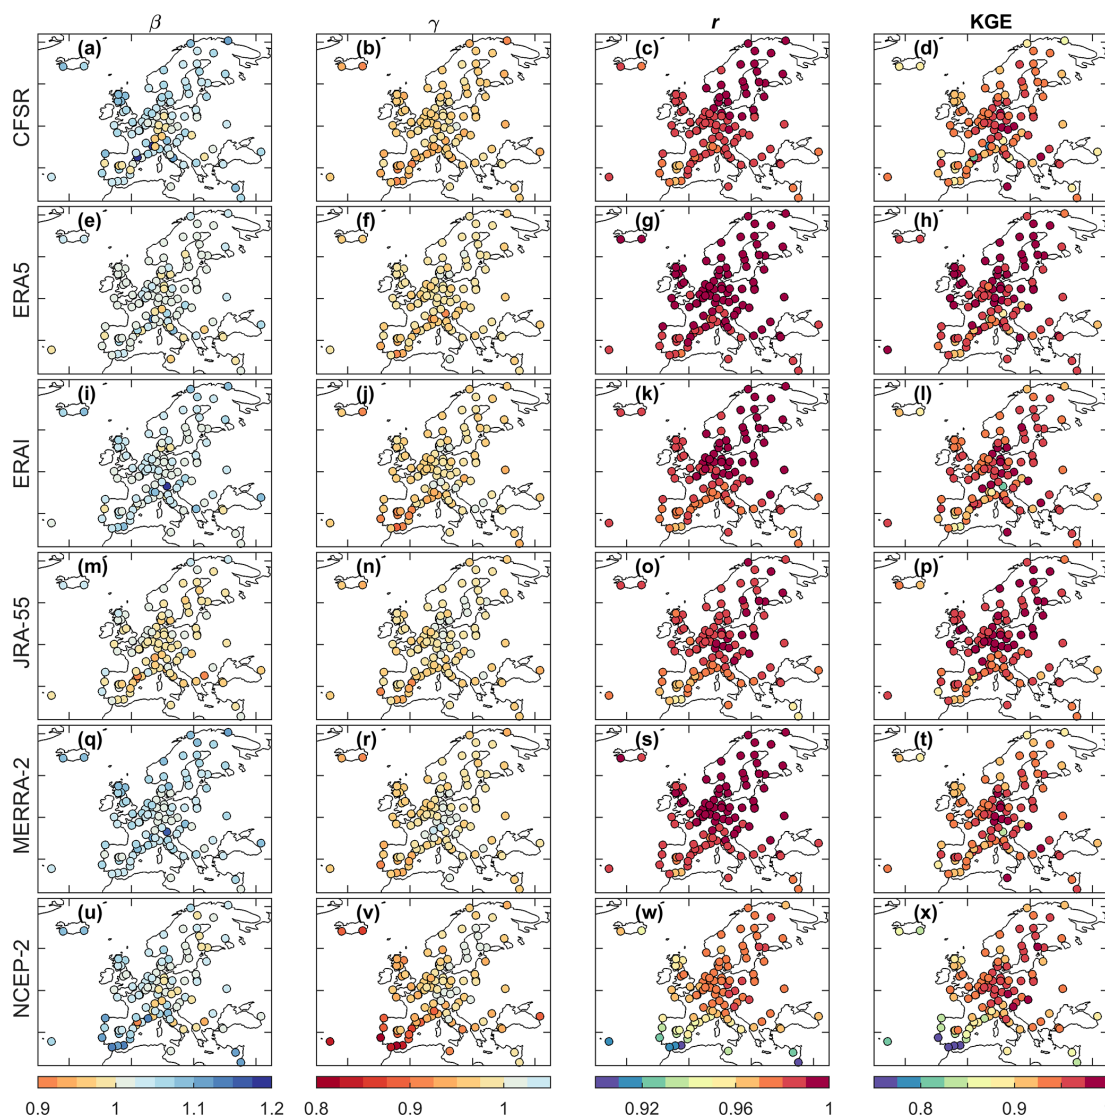 β γ r KGE
CFSR (a) (b) (c) (d)
ERA5 (e) (f) (g) (h)
ERAI (i) (j) (k) (l)
JRA-55 (m) (n) (o) (p)
MERRA-2 (q) (r) (s) (t)
NCEP-2 (u) (v) (w) (x)
0.9 1 1.1 1.2 0.8 0.9 1 0.92 0.96 1 0.8 0.9